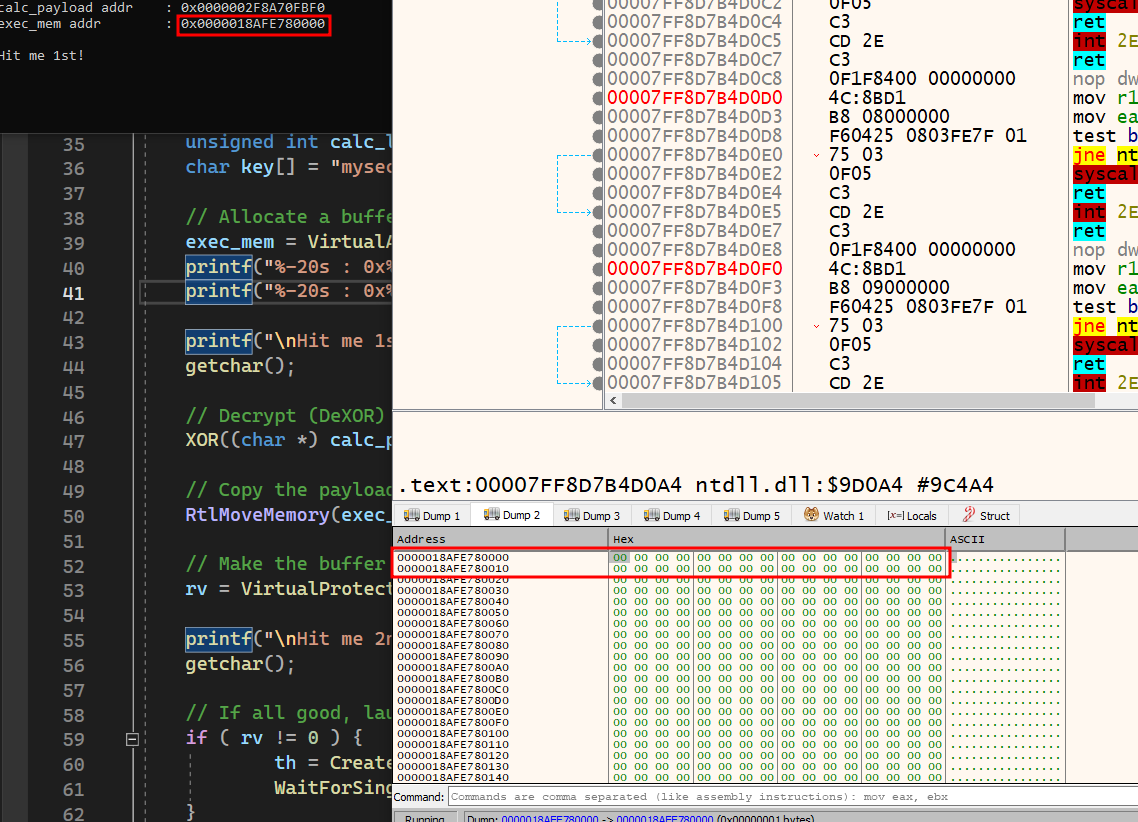 calc_payload addr    : 0x0000002F8A70FBF0
exec_mem addr        : 0x0000018AFE780000
Hit me 1st!
35 unsigned int calc_l
36 char key[] = "mysec
37
38 // Allocate a buffe
39 exec_mem = VirtualA
40 printf("%-20s : 0x%
41 printf("%-20s : 0x%
42
43 printf("\nHit me 1s
44 getchar();
45
46 // Decrypt (DeXOR)
47 XOR((char *) calc_p
48
49 // Copy the payload
50 RtlMoveMemory(exec_
51
52 // Make the buffer
53 rv = VirtualProtect
54
55 printf("\nHit me 2n
56 getchar();
57
58 // If all good, lau
59 if ( rv != 0 ) {
60 th = Create
61 WaitForSing
62 }
00007FF8D7B4D0C2 0F05 syscal
00007FF8D7B4D0C4 C3 ret
00007FF8D7B4D0C5 CD 2E int 2E
00007FF8D7B4D0C7 C3 ret
00007FF8D7B4D0C8 0F1F8400 00000000 nop dw
00007FF8D7B4D0D0 4C:8BD1 mov r1
00007FF8D7B4D0D3 B8 08000000 mov ea
00007FF8D7B4D0D8 F60425 0803FE7F 01 test b
00007FF8D7B4D0E0 75 03 jne nt
00007FF8D7B4D0E2 0F05 syscal
00007FF8D7B4D0E4 C3 ret
00007FF8D7B4D0E5 CD 2E int 2E
00007FF8D7B4D0E7 C3 ret
00007FF8D7B4D0E8 0F1F8400 00000000 nop dw
00007FF8D7B4D0F0 4C:8BD1 mov r1
00007FF8D7B4D0F3 B8 09000000 mov ea
00007FF8D7B4D0F8 F60425 0803FE7F 01 test b
00007FF8D7B4D100 75 03 jne nt
00007FF8D7B4D102 0F05 syscal
00007FF8D7B4D104 C3 ret
00007FF8D7B4D105 CD 2E int 2E
.text:00007FF8D7B4D0A4 ntdll.dll:$9D0A4 #9C4A4
Dump 1 Dump 2 Dump 3 Dump 4 Dump 5 Watch 1 [x=] Locals Struct
Address Hex ASCII
0000018AFE780000 00 00 00 00 00 00 00 00 00 00 00 00 00 00 00 00 ................
0000018AFE780010 00 00 00 00 00 00 00 00 00 00 00 00 00 00 00 00 ................
0000018AFE780020 00 00 00 00 00 00 00 00 00 00 00 00 00 00 00 00 ................
0000018AFE780030 00 00 00 00 00 00 00 00 00 00 00 00 00 00 00 00 ................
0000018AFE780040 00 00 00 00 00 00 00 00 00 00 00 00 00 00 00 00 ................
0000018AFE780050 00 00 00 00 00 00 00 00 00 00 00 00 00 00 00 00 ................
0000018AFE780060 00 00 00 00 00 00 00 00 00 00 00 00 00 00 00 00 ................
0000018AFE780070 00 00 00 00 00 00 00 00 00 00 00 00 00 00 00 00 ................
0000018AFE780080 00 00 00 00 00 00 00 00 00 00 00 00 00 00 00 00 ................
0000018AFE780090 00 00 00 00 00 00 00 00 00 00 00 00 00 00 00 00 ................
0000018AFE7800A0 00 00 00 00 00 00 00 00 00 00 00 00 00 00 00 00 ................
0000018AFE7800B0 00 00 00 00 00 00 00 00 00 00 00 00 00 00 00 00 ................
0000018AFE7800C0 00 00 00 00 00 00 00 00 00 00 00 00 00 00 00 00 ................
0000018AFE7800D0 00 00 00 00 00 00 00 00 00 00 00 00 00 00 00 00 ................
0000018AFE7800E0 00 00 00 00 00 00 00 00 00 00 00 00 00 00 00 00 ................
0000018AFE7800F0 00 00 00 00 00 00 00 00 00 00 00 00 00 00 00 00 ................
0000018AFE780100 00 00 00 00 00 00 00 00 00 00 00 00 00 00 00 00 ................
0000018AFE780110 00 00 00 00 00 00 00 00 00 00 00 00 00 00 00 00 ................
0000018AFE780120 00 00 00 00 00 00 00 00 00 00 00 00 00 00 00 00 ................
0000018AFE780130 00 00 00 00 00 00 00 00 00 00 00 00 00 00 00 00 ................
0000018AFE780140 00 00 00 00 00 00 00 00 00 00 00 00 00 00 00 00 ................
Command: Commands are comma separated (like assembly instructions): mov eax, ebx
Running Dump: 0000018AFE780000 -> 0000018AFE780000 (0x00000001 bytes)